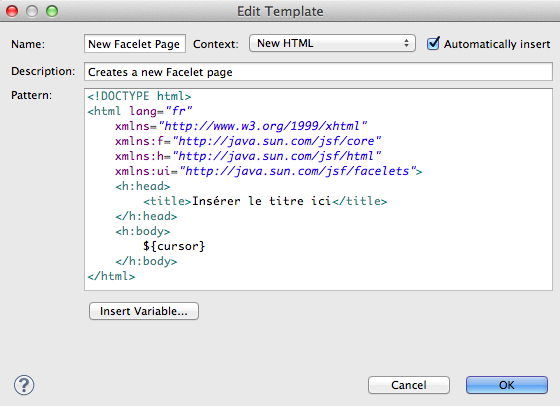 Edit Template
Name: New Facelet Page Context: New HTML Automatically insert
Description: Creates a new Facelet page
Pattern:
<!DOCTYPE html>
<html lang="fr"
xmlns="http://www.w3.org/1999/xhtml"
xmlns:f="http://java.sun.com/jsf/core"
xmlns:h="http://java.sun.com/jsf/html"
xmlns:ui="http://java.sun.com/jsf/facelets">
<h:head>
<title>Insérer le titre ici</title>
</h:head>
<h:body>
${cursor}
</h:body>
</html>
Insert Variable...
?
Cancel OK